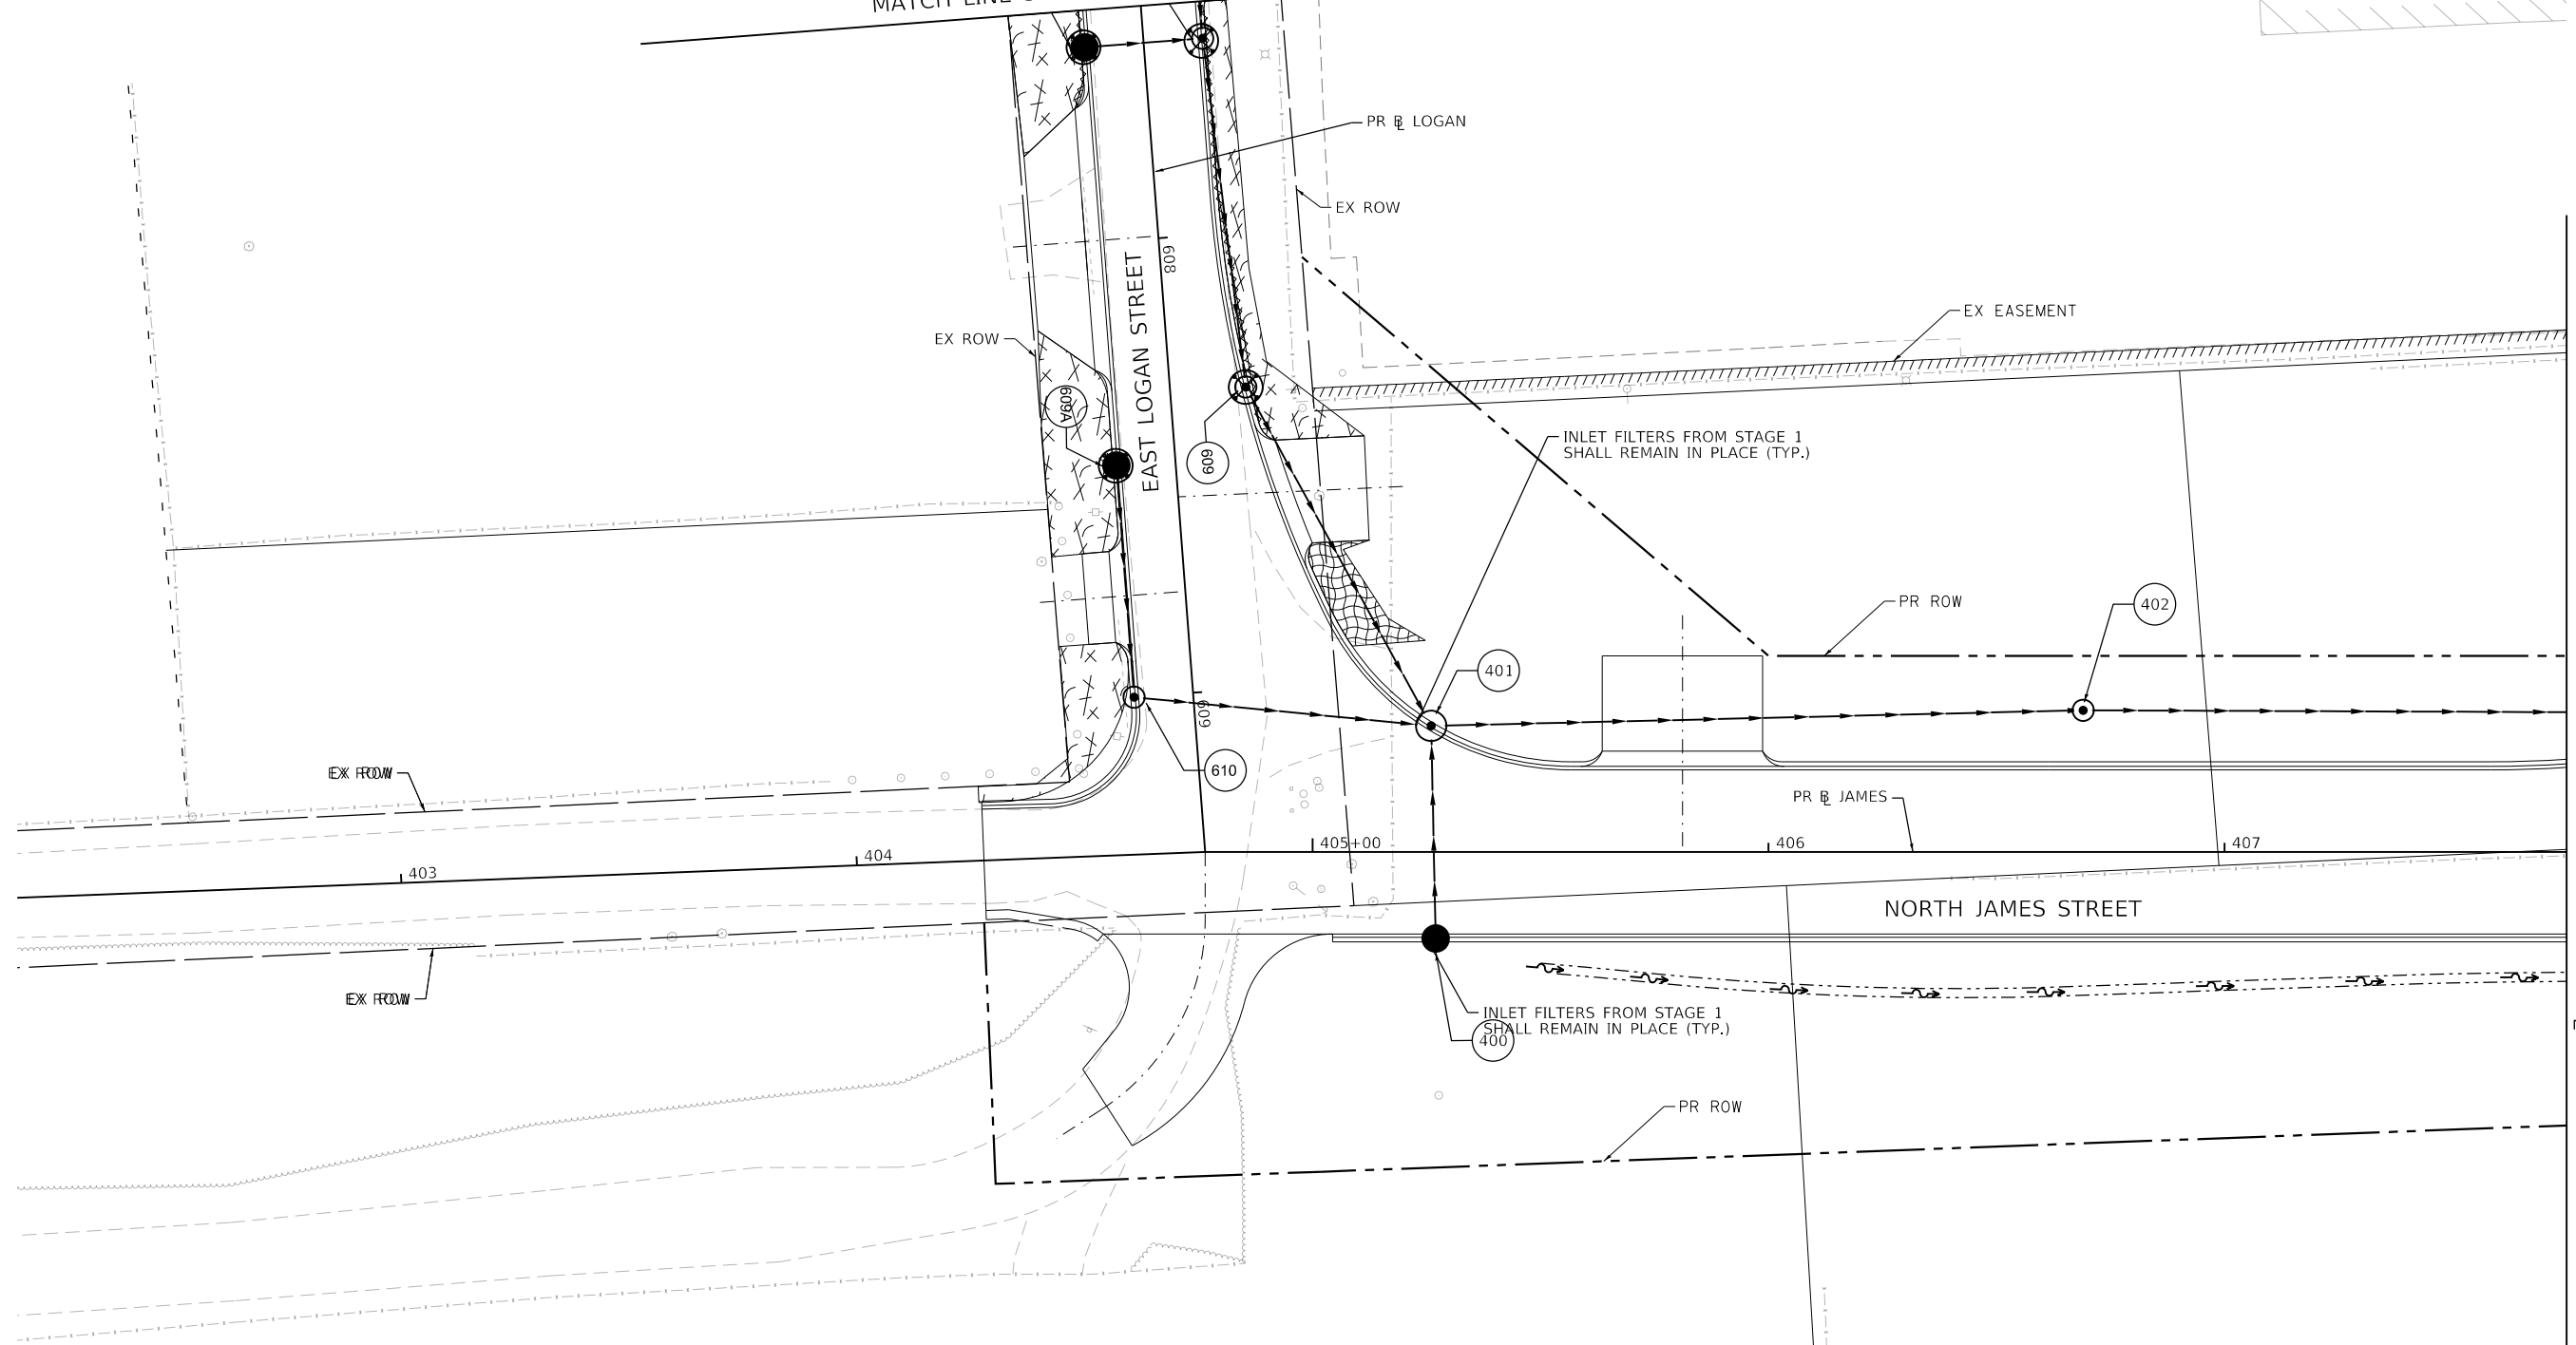 MATCH LINE
PR BL LOGAN
EX ROW
608
EAST LOGAN STREET
EX EASEMENT
EX ROW
609A
609
INLET FILTERS FROM STAGE 1
SHALL REMAIN IN PLACE (TYP.)
PR ROW
402
401
609
610
EX ROW
PR BL JAMES
403
404
405+00
406
407
NORTH JAMES STREET
EX ROW
INLET FILTERS FROM STAGE 1
SHALL REMAIN IN PLACE (TYP.)
400
PR ROW